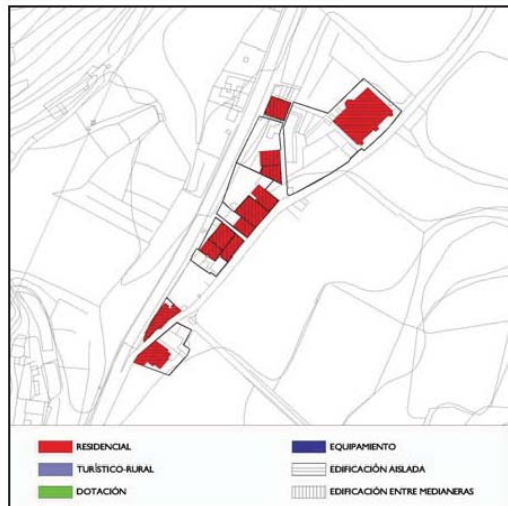 RESIDENCIAL
TURÍSTICO-RURAL
DOTACIÓN
EQUIPAMIENTO
EDIFICACIÓN AISLADA
EDIFICACIÓN ENTRE MEDIANERAS